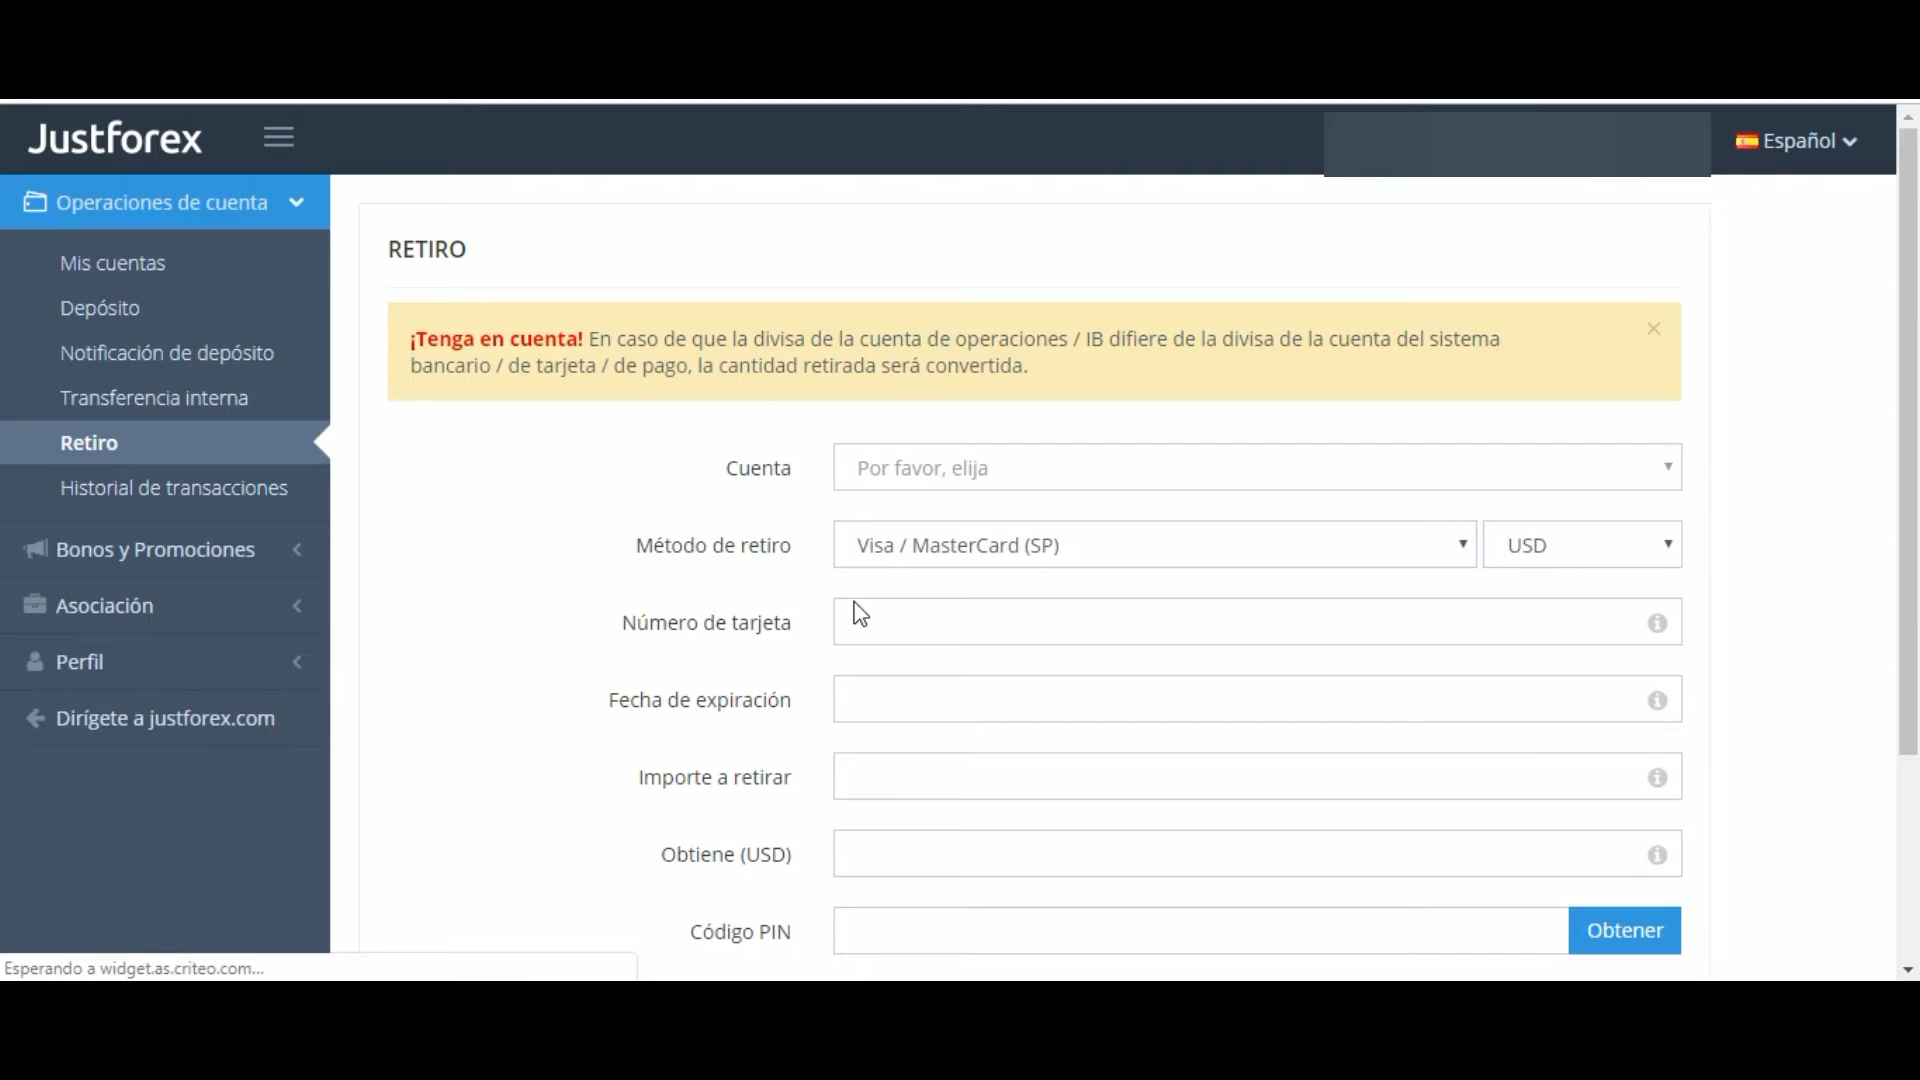 Justforex
Español
Operaciones de cuenta
Mis cuentas
Depósito
Notificación de depósito
Transferencia interna
Retiro
Historial de transacciones
Bonos y Promociones
Asociación
Perfil
Dirígete a justforex.com
RETIRO
¡Tenga en cuenta! En caso de que la divisa de la cuenta de operaciones / IB difiere de la divisa de la cuenta del sistema
bancario / de tarjeta / de pago, la cantidad retirada será convertida.
Cuenta Por favor, elija
Método de retiro Visa / MasterCard (SP) USD
Número de tarjeta
Fecha de expiración
Importe a retirar
Obtiene (USD)
Código PIN Obtener
Esperando a widget.as.criteo.com...